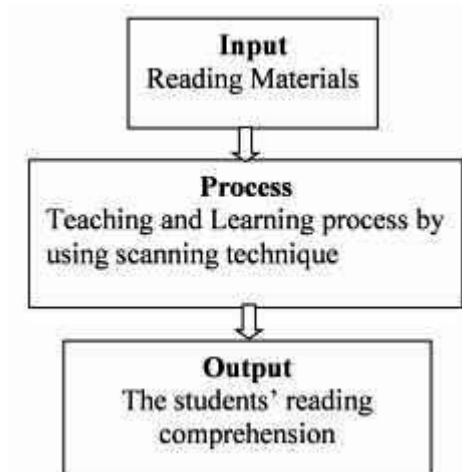 Input
Reading Materials
Process
Teaching and Learning process by
using scanning technique
Output
The students’ reading
comprehension